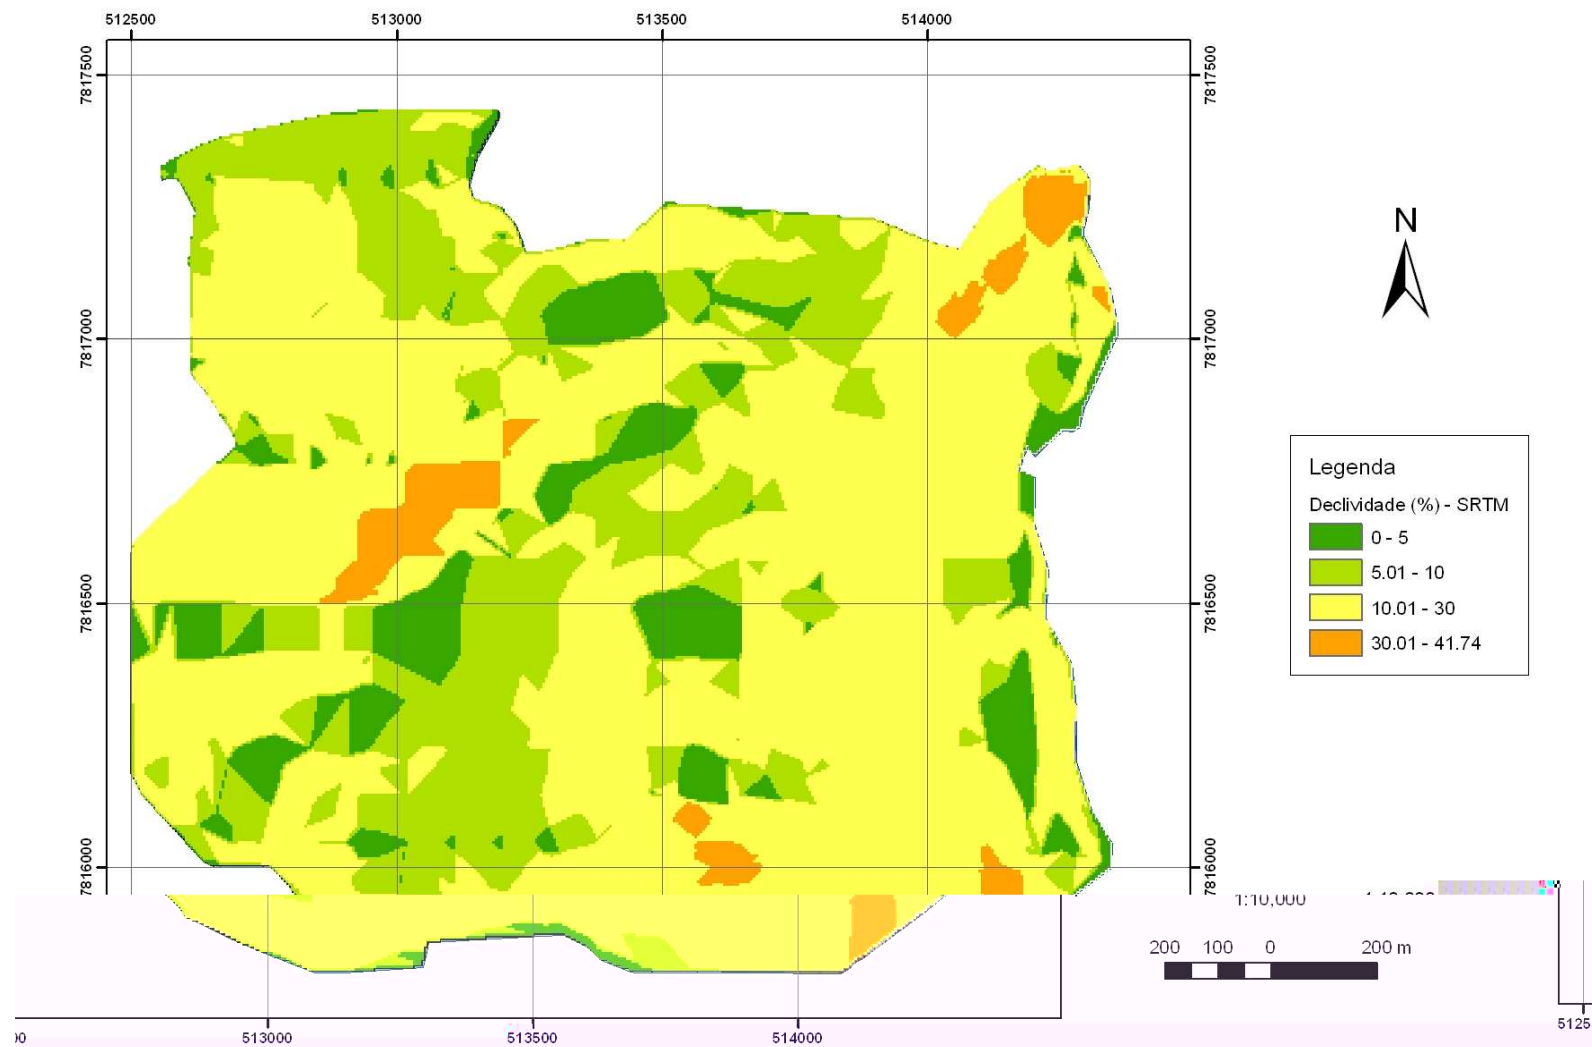 512500 513000 513500 514000
7817500 7817500
N
7817000 7817000
Legenda
Declividade (%) - SRTM
0 - 5
5.01 - 10
10.01 - 30
30.01 - 41.74
7816500 7816500
7816000 7816000
1:10,000
200 100 0 200 m
513000 513500 514000 5125